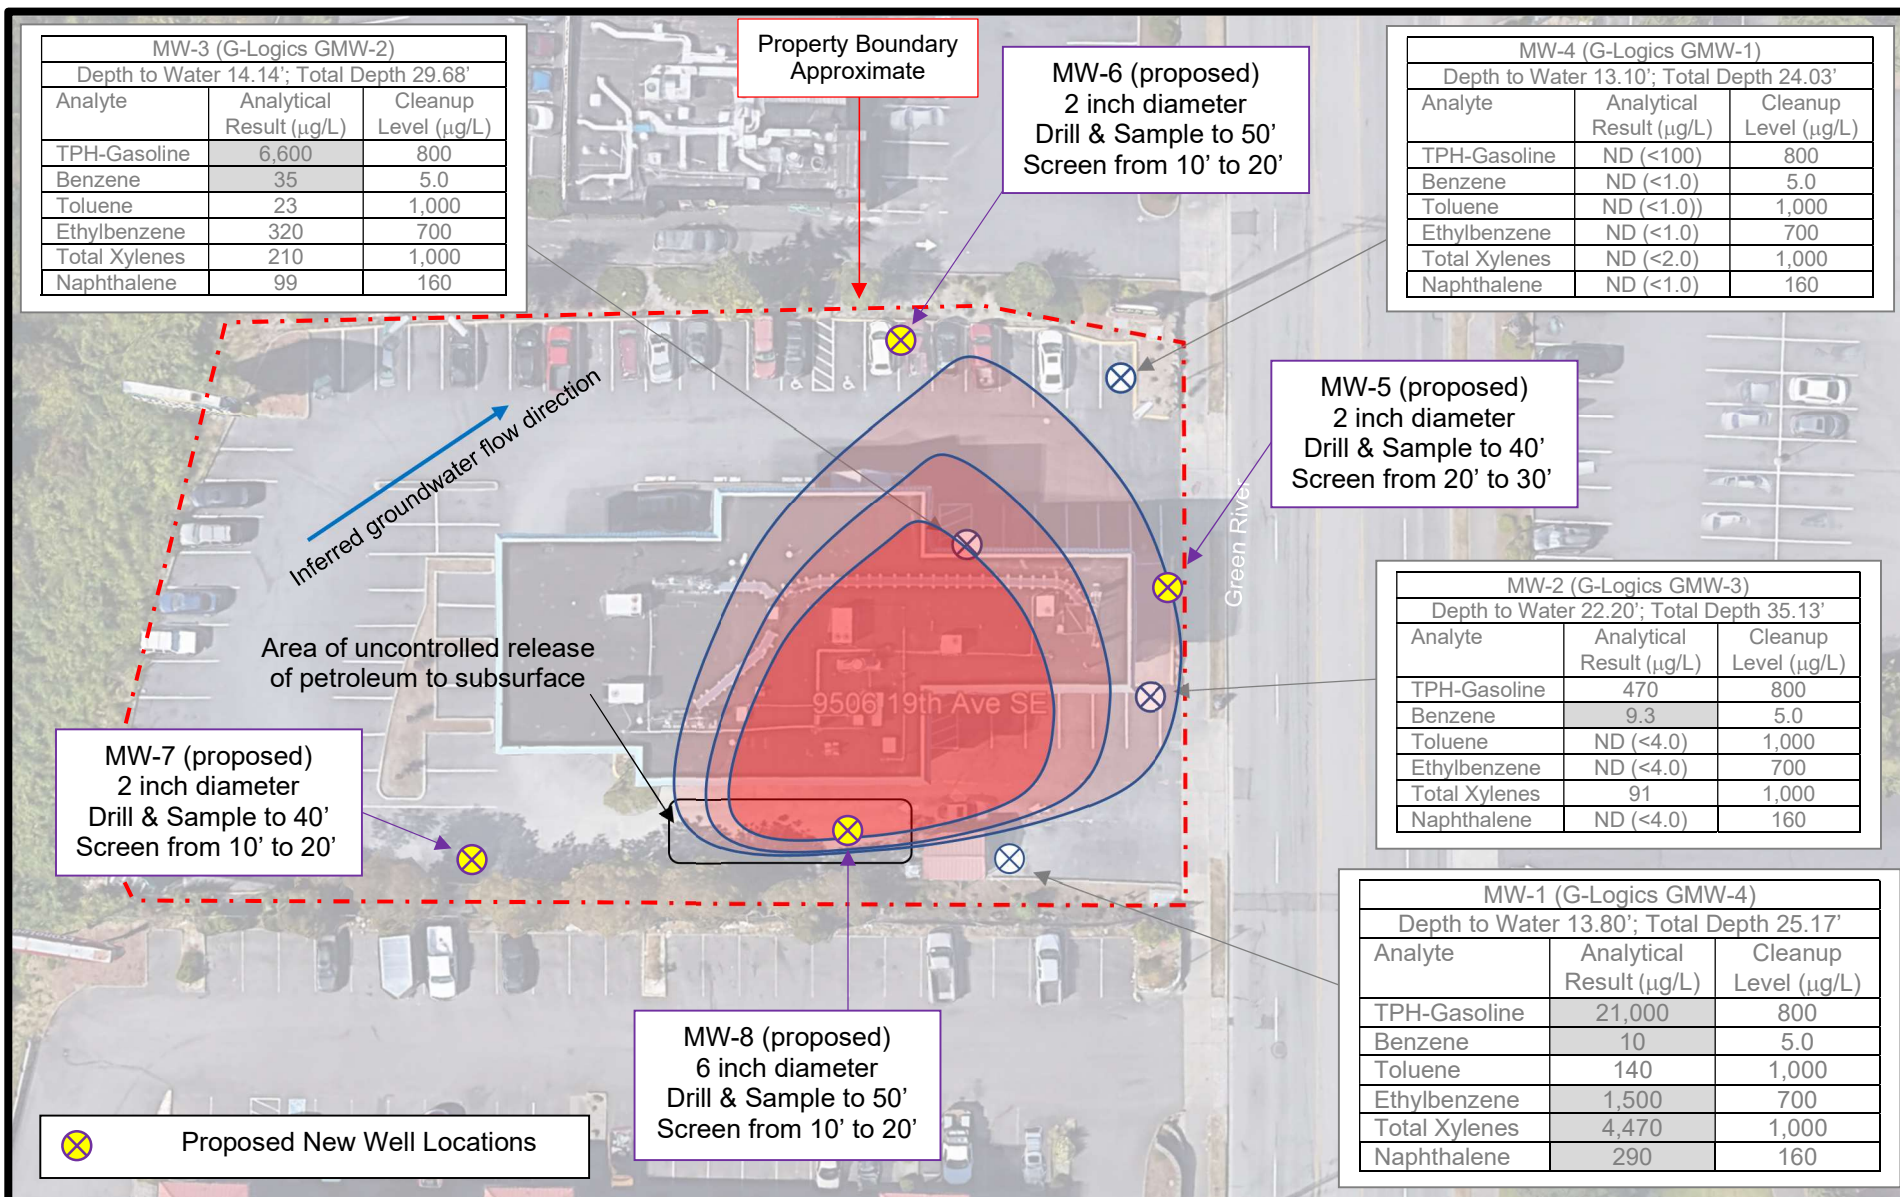 MW-3 (G-Logics GMW-2)
Depth to Water 14.14’; Total Depth 29.68’
Analyte Analytical Result (µg/L) Cleanup Level (µg/L)
TPH-Gasoline 6,600 800
Benzene 35 5.0
Toluene 23 1,000
Ethylbenzene 320 700
Total Xylenes 210 1,000
Naphthalene 99 160
Property Boundary
Approximate
MW-6 (proposed)
2 inch diameter
Drill & Sample to 50’
Screen from 10’ to 20’
MW-4 (G-Logics GMW-1)
Depth to Water 13.10’; Total Depth 24.03’
Analyte Analytical Result (µg/L) Cleanup Level (µg/L)
TPH-Gasoline ND (<100) 800
Benzene ND (<1.0) 5.0
Toluene ND (<1.0)) 1,000
Ethylbenzene ND (<1.0) 700
Total Xylenes ND (<2.0) 1,000
Naphthalene ND (<1.0) 160
Inferred groundwater flow direction
MW-5 (proposed)
2 inch diameter
Drill & Sample to 40’
Screen from 20’ to 30’
Green River
MW-2 (G-Logics GMW-3)
Depth to Water 22.20’; Total Depth 35.13’
Analyte Analytical Result (µg/L) Cleanup Level (µg/L)
TPH-Gasoline 470 800
Benzene 9.3 5.0
Toluene ND (<4.0) 1,000
Ethylbenzene ND (<4.0) 700
Total Xylenes 91 1,000
Naphthalene ND (<4.0) 160
Area of uncontrolled release
of petroleum to subsurface
9506 19th Ave SE
MW-7 (proposed)
2 inch diameter
Drill & Sample to 40’
Screen from 10’ to 20’
MW-8 (proposed)
6 inch diameter
Drill & Sample to 50’
Screen from 10’ to 20’
MW-1 (G-Logics GMW-4)
Depth to Water 13.80’; Total Depth 25.17’
Analyte Analytical Result (µg/L) Cleanup Level (µg/L)
TPH-Gasoline 21,000 800
Benzene 10 5.0
Toluene 140 1,000
Ethylbenzene 1,500 700
Total Xylenes 4,470 1,000
Naphthalene 290 160
Proposed New Well Locations